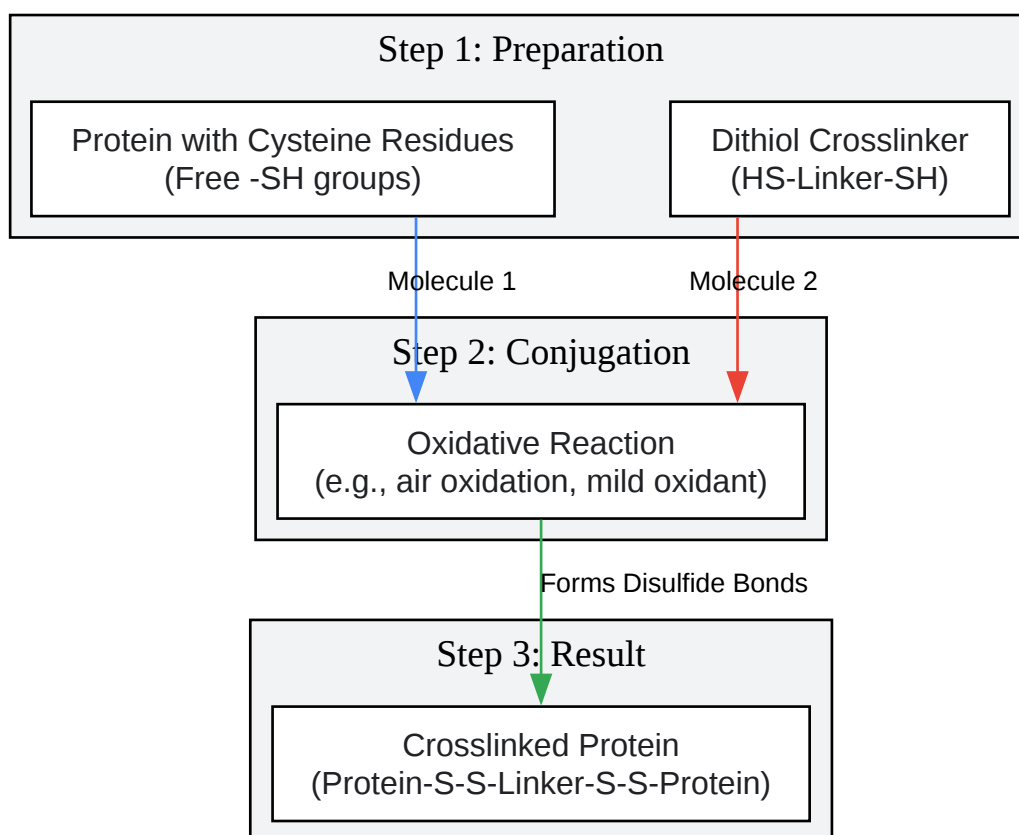 Step 1: Preparation
Protein with Cysteine Residues
(Free -SH groups)
Dithiol Crosslinker
(HS-Linker-SH)
Molecule 1
Molecule 2
Step 2: Conjugation
Oxidative Reaction
(e.g., air oxidation, mild oxidant)
Forms Disulfide Bonds
Step 3: Result
Crosslinked Protein
(Protein-S-S-Linker-S-S-Protein)